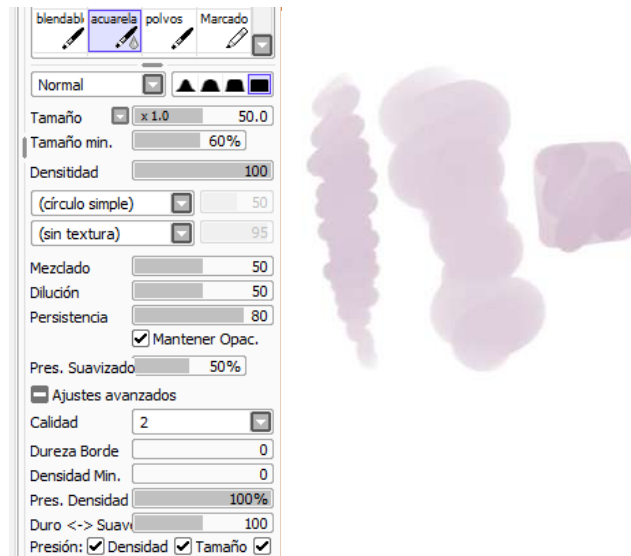 blendabl acuarela polvos Marcado
Normal
Tamaño x 1.0 50.0
Tamaño min. 60%
Densitidad 100
(círculo simple) 50
(sin textura) 95
Mezclado 50
Dilución 50
Persistencia 80
Mantener Opac.
Pres. Suavizado 50%
Ajustes avanzados
Calidad 2
Dureza Borde 0
Densidad Min. 0
Pres. Densidad 100%
Duro <-> Suave 100
Presión: Densidad Tamaño